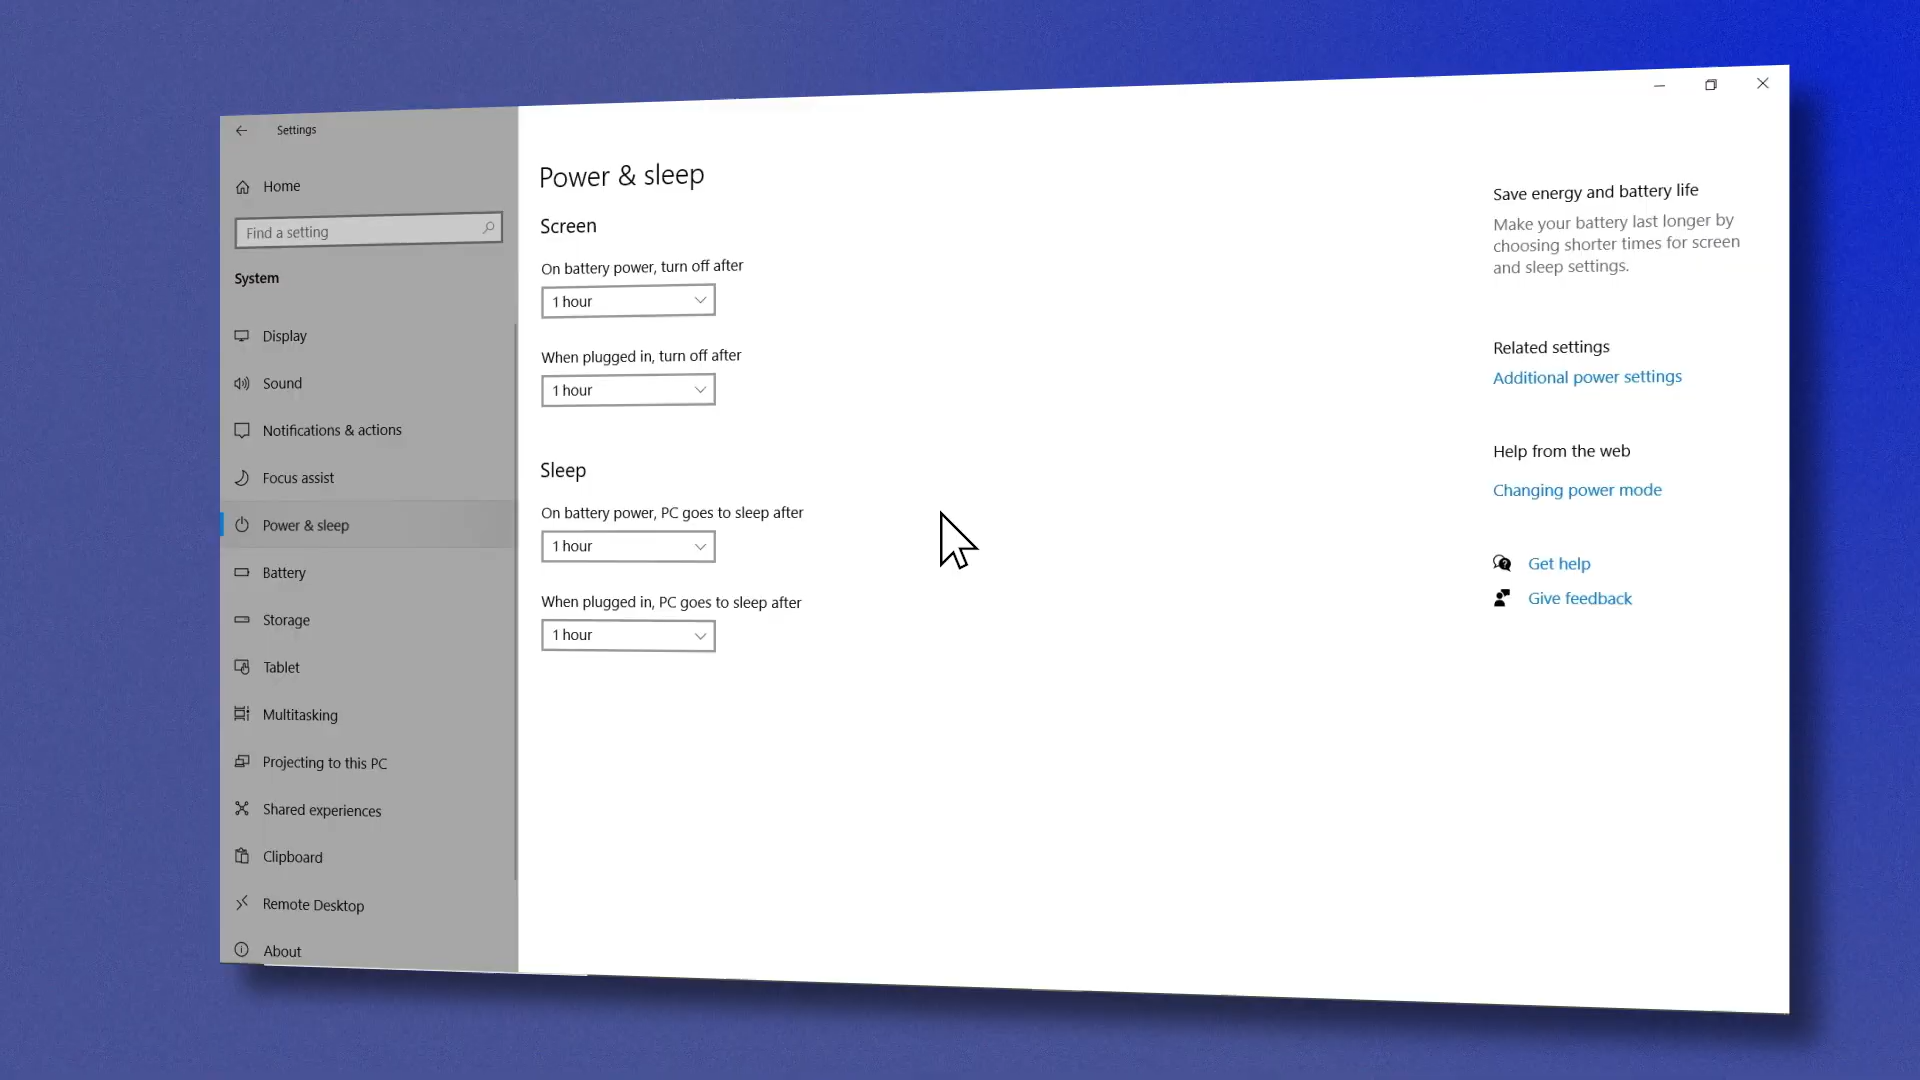 Settings
Home
Find a setting
System
Display
Sound
Notifications & actions
Focus assist
Power & sleep
Battery
Storage
Tablet
Multitasking
Projecting to this PC
Shared experiences
Clipboard
Remote Desktop
About
Power & sleep
Screen
On battery power, turn off after
1 hour
When plugged in, turn off after
1 hour
Sleep
On battery power, PC goes to sleep after
1 hour
When plugged in, PC goes to sleep after
1 hour
Save energy and battery life
Make your battery last longer by
choosing shorter times for screen
and sleep settings.
Related settings
Additional power settings
Help from the web
Changing power mode
Get help
Give feedback